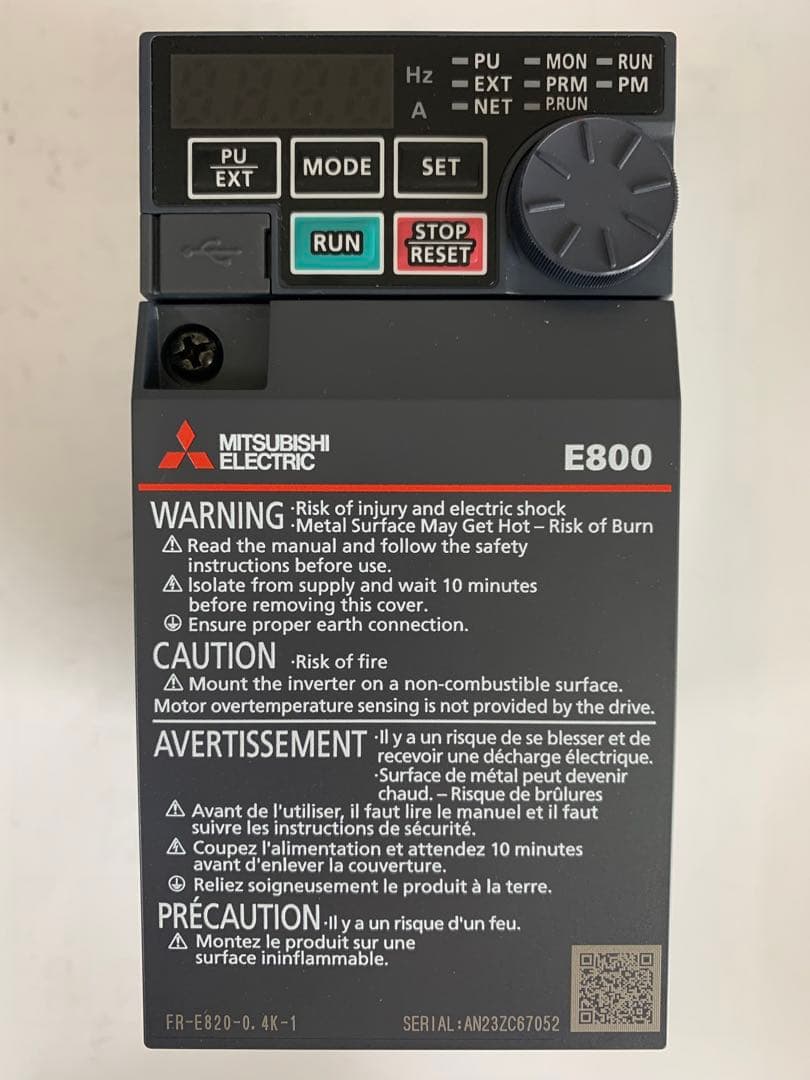 Hz
A
PU
EXT
NET
MON
PRM
P.RUN
RUN
PM
PU
EXT
MODE
SET
RUN
STOP
RESET
MITSUBISHI
ELECTRIC
E800
WARNING ·Risk of injury and electric shock
·Metal Surface May Get Hot – Risk of Burn
Read the manual and follow the safety
instructions before use.
Isolate from supply and wait 10 minutes
before removing this cover.
Ensure proper earth connection.
CAUTION ·Risk of fire
Mount the inverter on a non-combustible surface.
Motor overtemperature sensing is not provided by the drive.
AVERTISSEMENT ·Il y a un risque de se blesser et de
recevoir une décharge électrique.
·Surface de métal peut devenir
chaud. – Risque de brûlures
Avant de l'utiliser, il faut lire le manuel et il faut
suivre les instructions de sécurité.
Coupez l'alimentation et attendez 10 minutes
avant d'enlever la couverture.
Reliez soigneusement le produit à la terre.
PRÉCAUTION ·Il y a un risque d'un feu.
Montez le produit sur une
surface ininflammable.
FR-E820-0.4K-1
SERIAL:AN23ZC67052